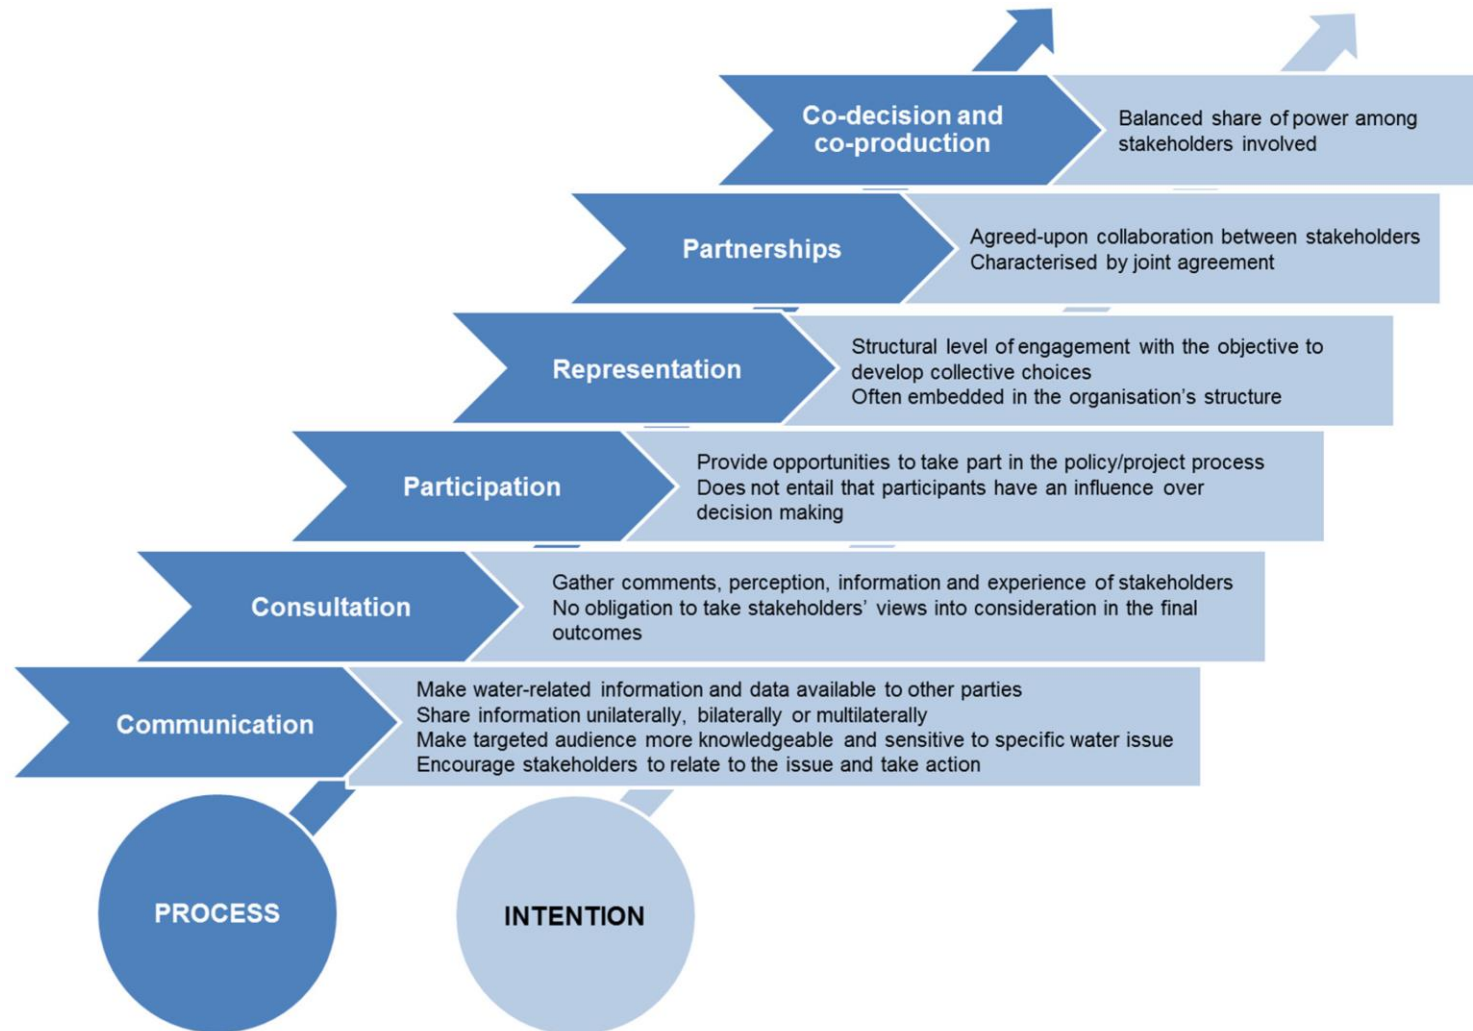 Co-decision and
co-production
Balanced share of power among
stakeholders involved
Partnerships
Agreed-upon collaboration between stakeholders
Characterised by joint agreement
Representation
Structural level of engagement with the objective to
develop collective choices
Often embedded in the organisation's structure
Participation
Provide opportunities to take part in the policy/project process
Does not entail that participants have an influence over
decision making
Consultation
Gather comments, perception, information and experience of stakeholders
No obligation to take stakeholders' views into consideration in the final
outcomes
Communication
Make water-related information and data available to other parties
Share information unilaterally, bilaterally or multilaterally
Make targeted audience more knowledgeable and sensitive to specific water issue
Encourage stakeholders to relate to the issue and take action
PROCESS
INTENTION